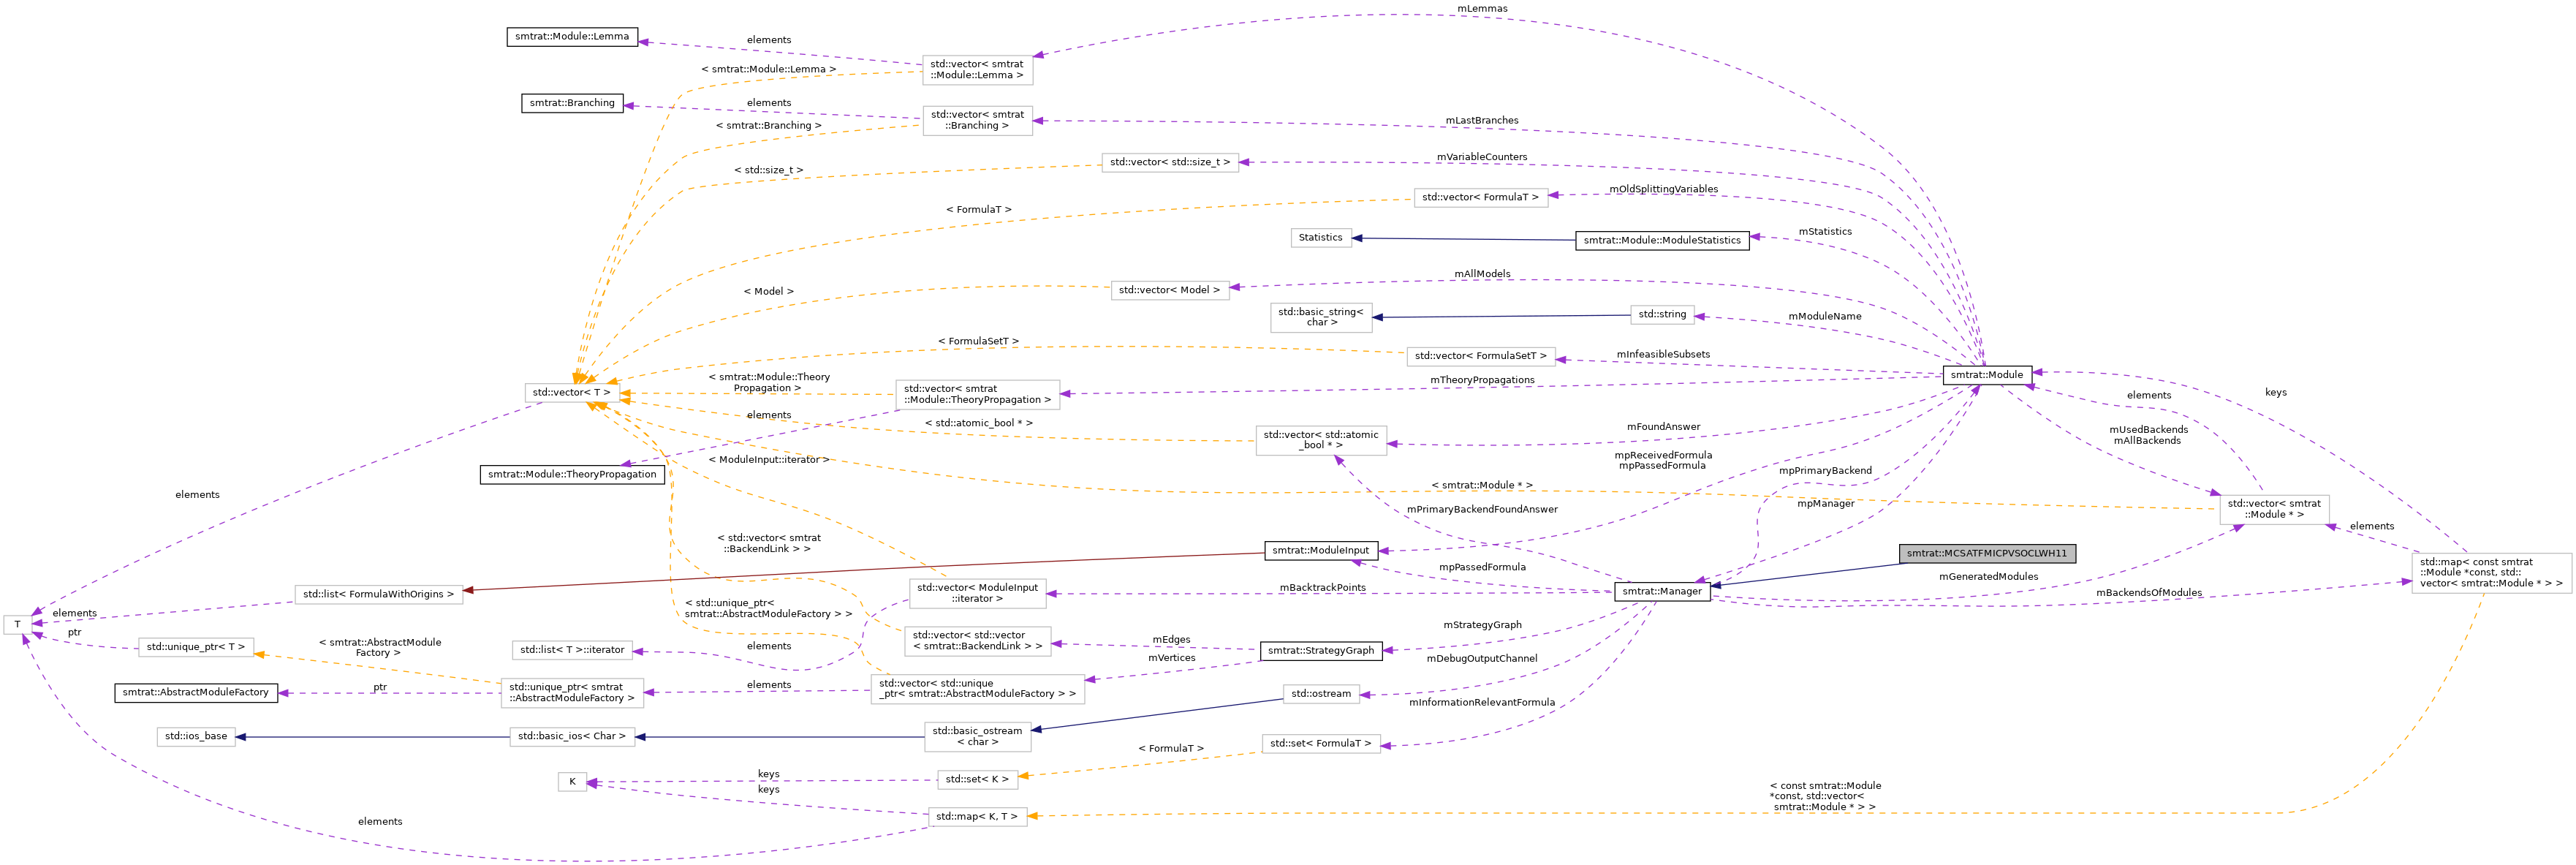 mLemmas
smtrat::Module::Lemma
elements
std::vector< smtrat
::Module::Lemma >
< smtrat::Module::Lemma >
smtrat::Branching
elements
std::vector< smtrat
::Branching >
mLastBranches
< smtrat::Branching >
std::vector< std::size_t >
mVariableCounters
< std::size_t >
std::vector< FormulaT >
mOldSplittingVariables
< FormulaT >
Statistics
smtrat::Module::ModuleStatistics
mStatistics
mAllModels
std::vector< Model >
< Model >
std::basic_string<
char >
std::string
mModuleName
< FormulaSetT >
std::vector< FormulaSetT >
mInfeasibleSubsets
smtrat::Module
std::vector< T >
< smtrat::Module::Theory
Propagation >
std::vector< smtrat
::Module::TheoryPropagation >
mTheoryPropagations
elements
keys
elements
< std::atomic_bool * >
std::vector< std::atomic
_bool * >
mFoundAnswer
mUsedBackends
mAllBackends
smtrat::Module::TheoryPropagation
< ModuleInput::iterator >
mpReceivedFormula
mpPassedFormula
mpPrimaryBackend
elements
< smtrat::Module * >
mPrimaryBackendFoundAnswer
mpManager
std::vector< smtrat
::Module * >
elements
< std::vector< smtrat
::BackendLink > >
smtrat::ModuleInput
smtrat::MCSATFMICPVSOCLWH11
mpPassedFormula
mGeneratedModules
std::map< const smtrat
::Module *const, std::
vector< smtrat::Module * > >
std::list< FormulaWithOrigins >
std::vector< ModuleInput
::iterator >
mBacktrackPoints
smtrat::Manager
mBackendsOfModules
T
elements
ptr
< std::unique_ptr<
smtrat::AbstractModuleFactory > >
mStrategyGraph
std::unique_ptr< T >
< smtrat::AbstractModule
Factory >
std::list< T >::iterator
elements
std::vector< std::vector
< smtrat::BackendLink > >
mEdges
smtrat::StrategyGraph
mVertices
mDebugOutputChannel
smtrat::AbstractModuleFactory
ptr
std::unique_ptr< smtrat
::AbstractModuleFactory >
elements
std::vector< std::unique
_ptr< smtrat::AbstractModuleFactory > >
std::ostream
mInformationRelevantFormula
std::ios_base
std::basic_ios< Char >
std::basic_ostream
< char >
< FormulaT >
std::set< FormulaT >
K
keys
keys
std::set< K >
< const smtrat::Module
*const, std::vector<
smtrat::Module * > >
std::map< K, T >
elements